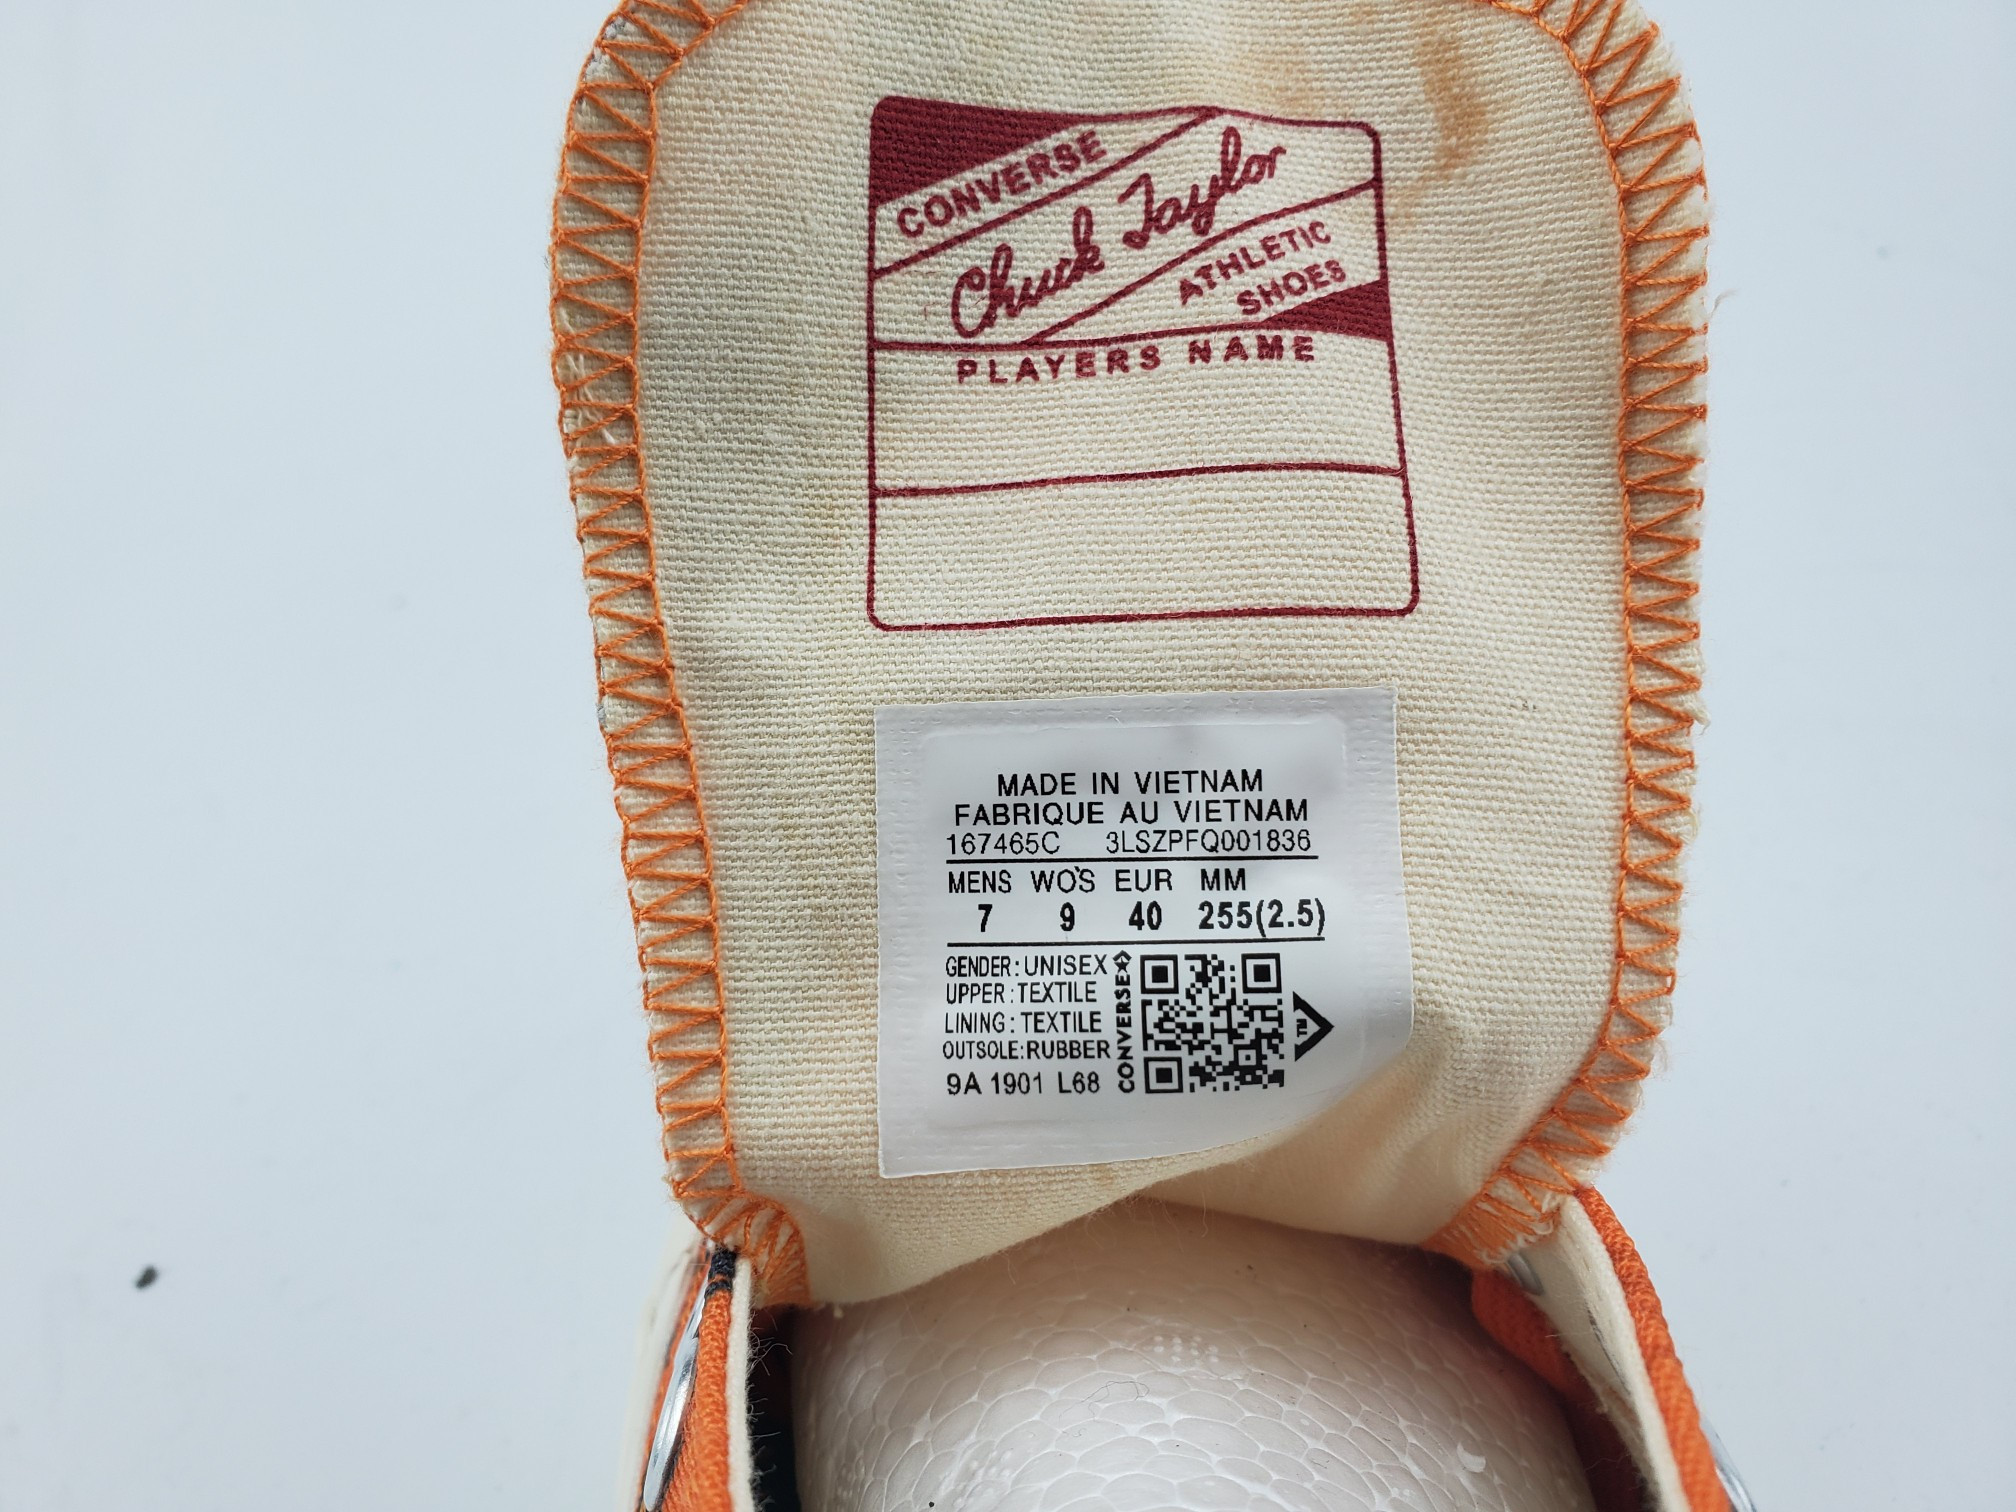 CONVERSE
Chuck Taylor
ATHLETIC
SHOES
PLAYERS NAME
MADE IN VIETNAM
FABRIQUE AU VIETNAM
167465C 3LSZPFQ001836
MENS WO'S EUR MM
7 9 40 255(2.5)
GENDER: UNISEX
UPPER: TEXTILE
LINING: TEXTILE
OUTSOLE: RUBBER
9A 1901 L68
CONVERSE
TM